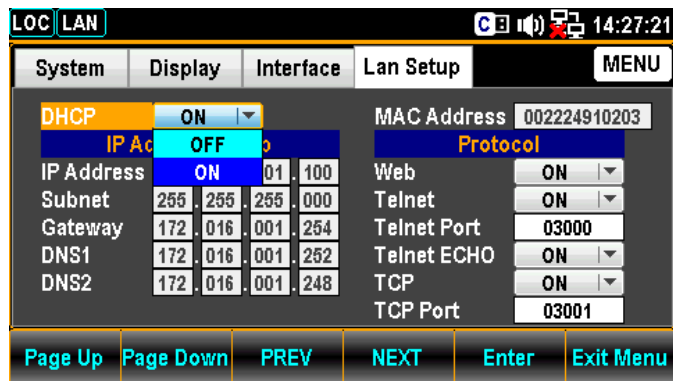 LOC LAN C 14:27:21
System Display Interface Lan Setup MENU
DHCP ON
OFF
ON
IP Ad
IP Address 01 . 100
Subnet 255 . 255 . 255 . 000
Gateway 172 . 016 . 001 . 254
DNS1 172 . 016 . 001 . 252
DNS2 172 . 016 . 001 . 248
MAC Address 002224910203
Protocol
Web ON
Telnet ON
Telnet Port 03000
Telnet ECHO ON
TCP ON
TCP Port 03001
Page Up Page Down PREV NEXT Enter Exit Menu